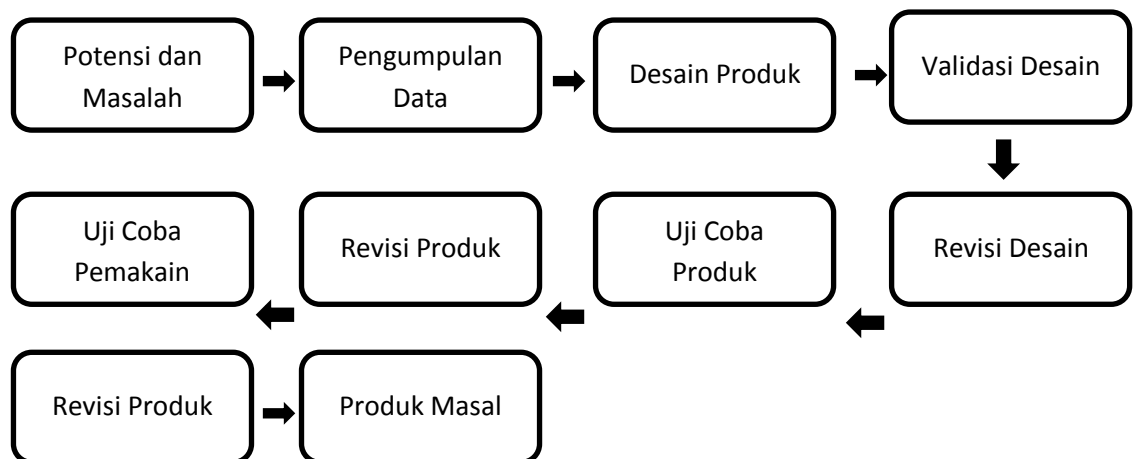 Potensi dan
Masalah
Pengumpulan
Data
Desain Produk
Validasi Desain
Revisi Desain
Uji Coba
Produk
Revisi Produk
Uji Coba
Pemakain
Revisi Produk
Produk Masal